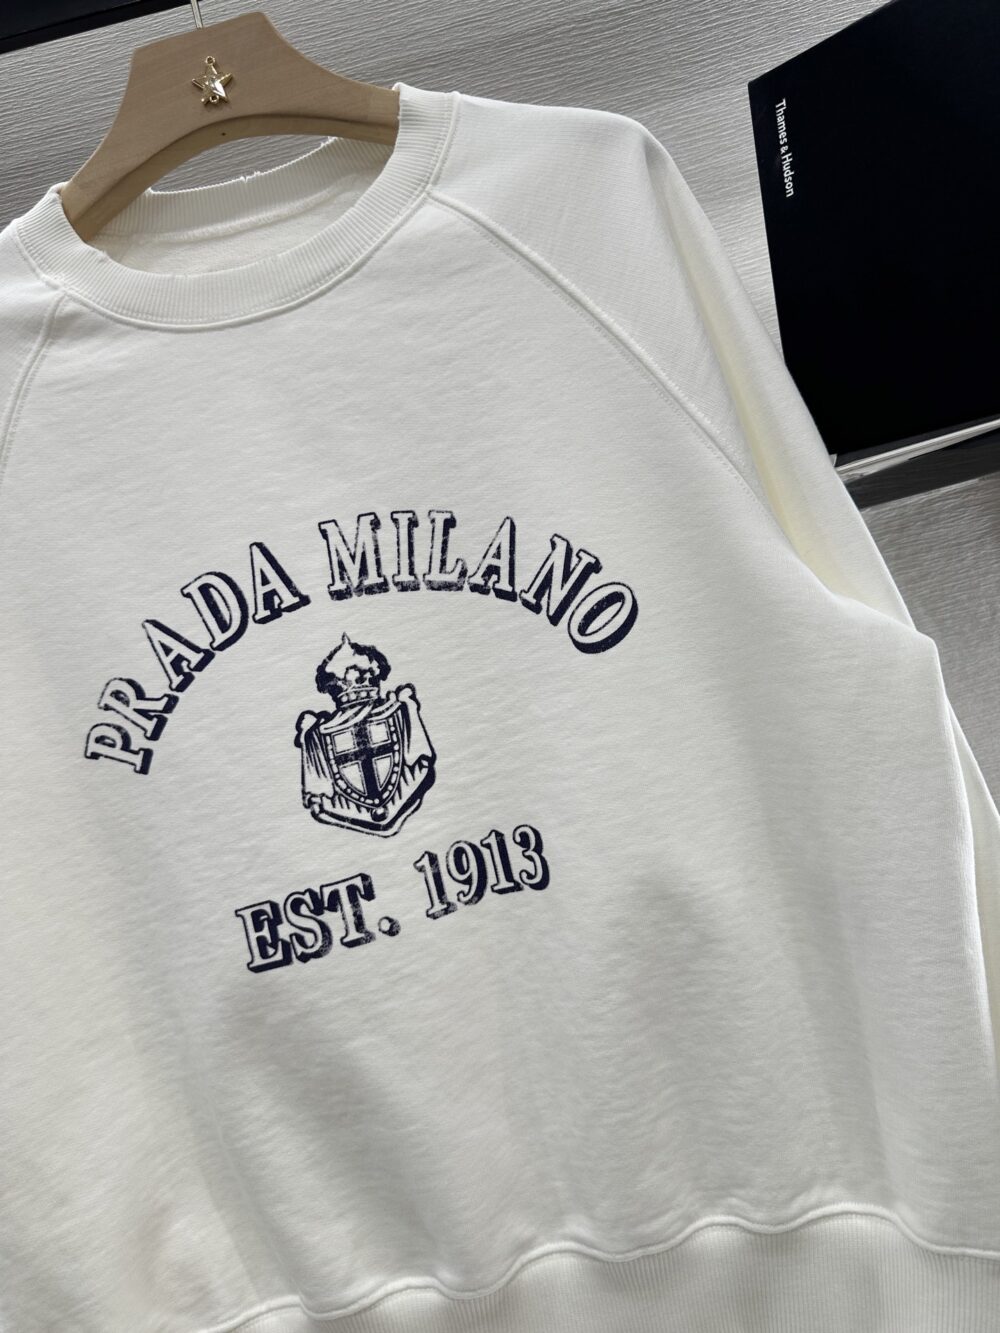 Thames & Hudson
PRADA MILANO
EST. 1913